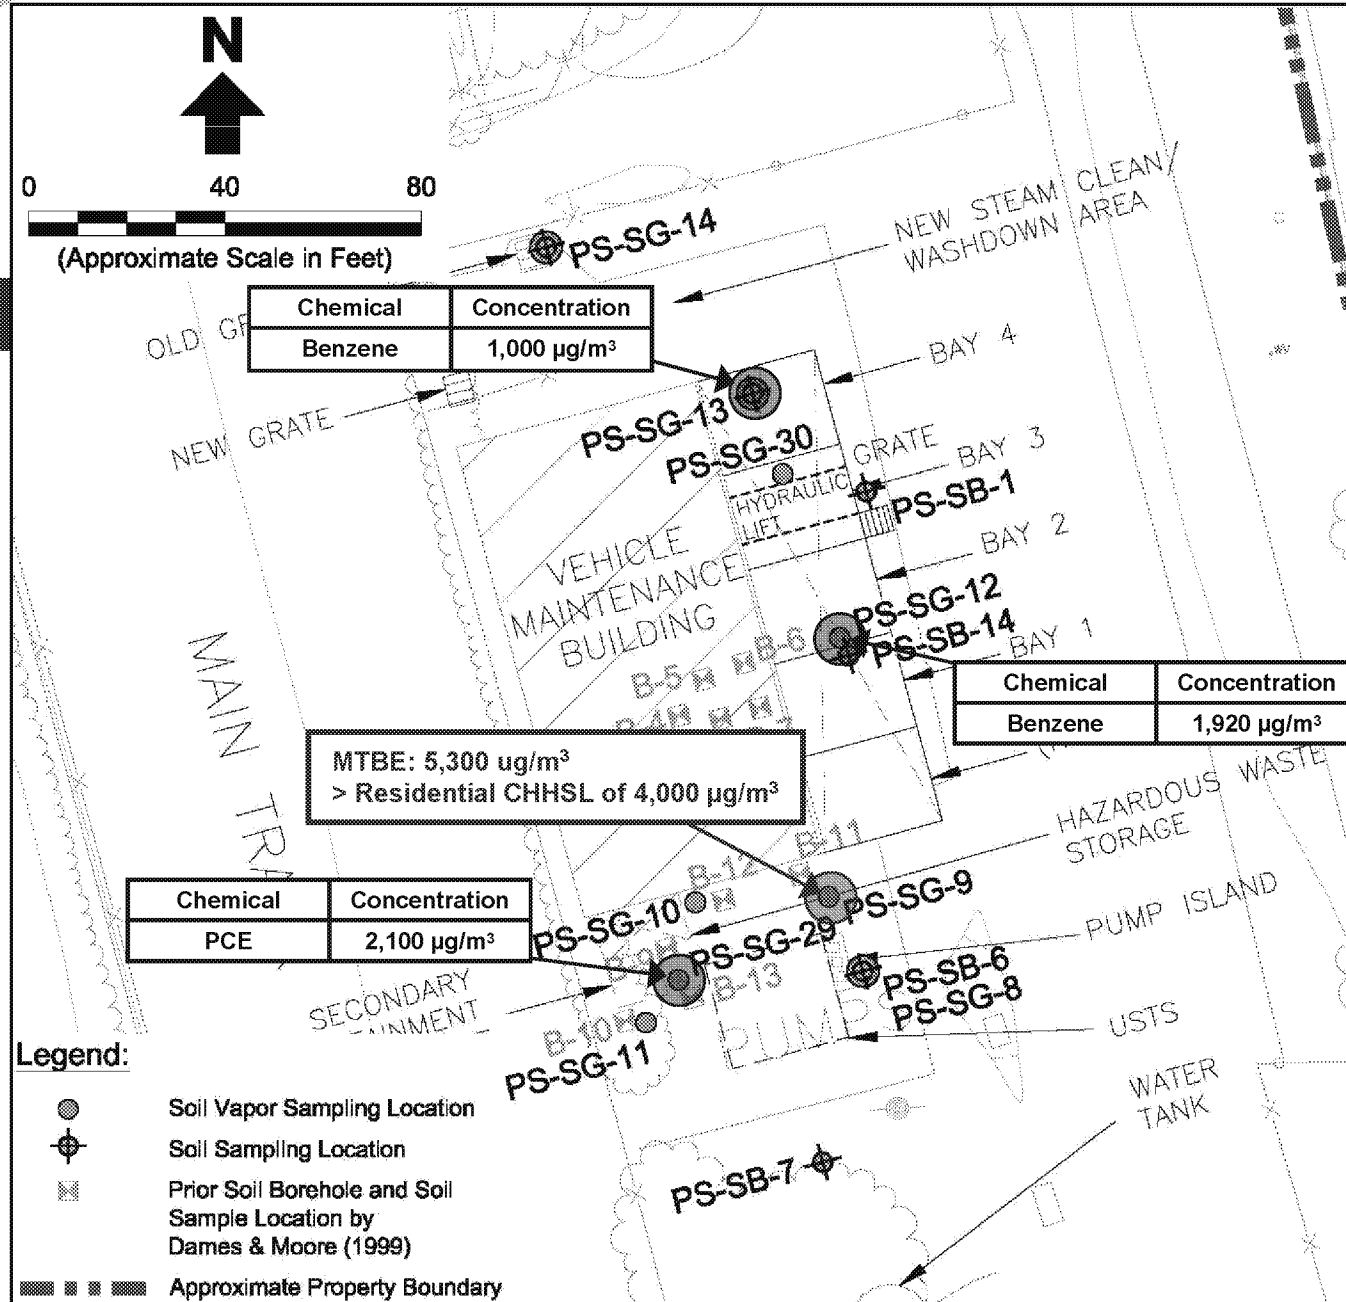 N
0 40 80
(Approximate Scale in Feet)
PS-SG-14
NEW STEAM CLEAN/
WASHDOWN AREA
Chemical Concentration
Benzene 1,000 µg/m³
OLD
BAY 4
NEW GRATE
PS-SG-13
PS-SG-30
GRATE
BAY 3
HYDRAULIC
LIFT
PS-SB-1
VEHICLE
MAINTENANCE
BUILDING
BAY 2
PS-SG-12
PS-SB-14
BAY 1
B-6
B-5
B-4
7
Chemical Concentration
Benzene 1,920 µg/m³
MAIN
MTBE: 5,300 ug/m³
> Residential CHHSL of 4,000 µg/m³
HAZARDOUS WASTE
STORAGE
B-11
B-12
Chemical Concentration
PCE 2,100 µg/m³
PS-SG-10
PS-SG-9
PS-SG-29
B-9
B-13
PUMP ISLAND
PS-SB-6
PS-SG-8
SECONDARY
B-10
PS-SG-11
USTS
WATER
TANK
PS-SB-7
Legend:
Soil Vapor Sampling Location
Soil Sampling Location
Prior Soil Borehole and Soil
Sample Location by
Dames & Moore (1999)
Approximate Property Boundary